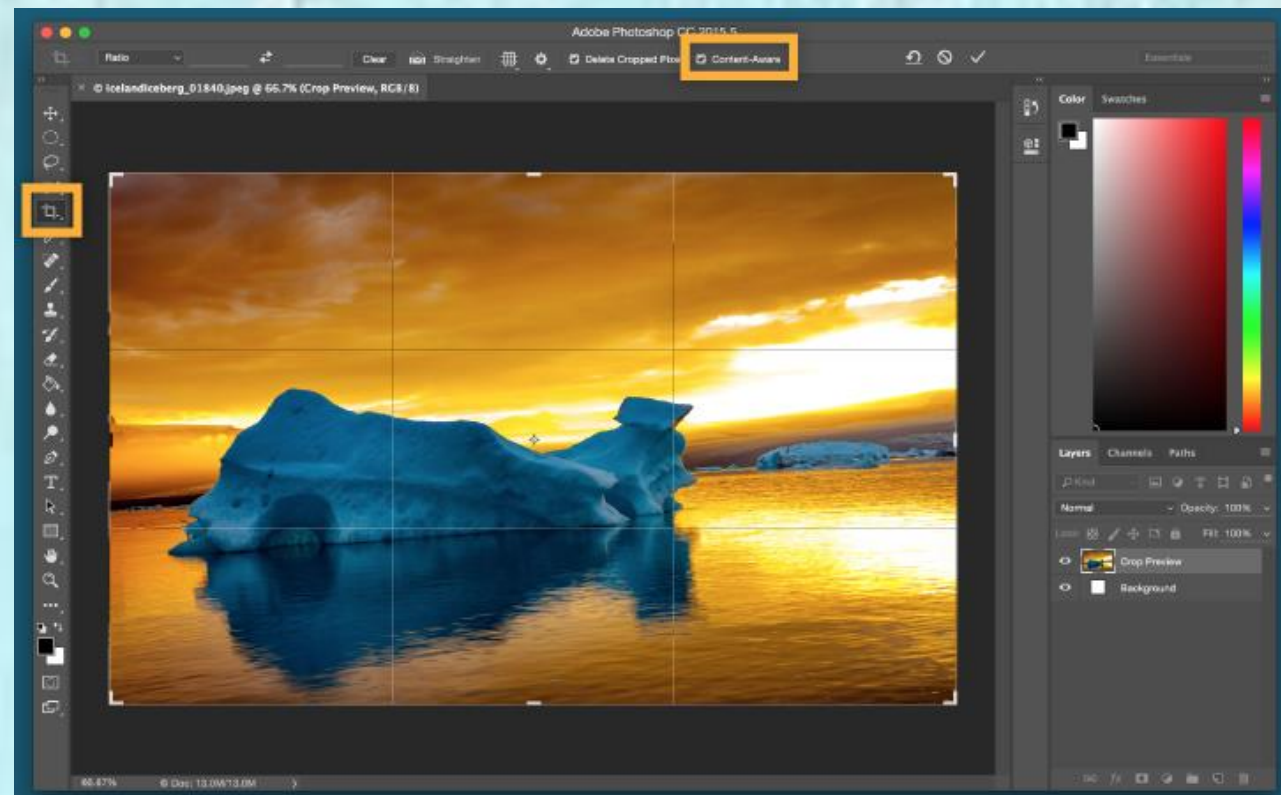 Adobe Photoshop CC 2015.5
Ratio Clear Straighten Delete Cropped Pixe Content-Aware Essentials
× © Icelandiceberg_01840.jpeg @ 66.7% (Crop Preview, RGB/8)
Color Swatches
Layers Channels Paths
Kind
Normal Opacity: 100%
Lock: Fill: 100%
Crop Preview
Background
66.67% Doc: 13.0M/13.0M